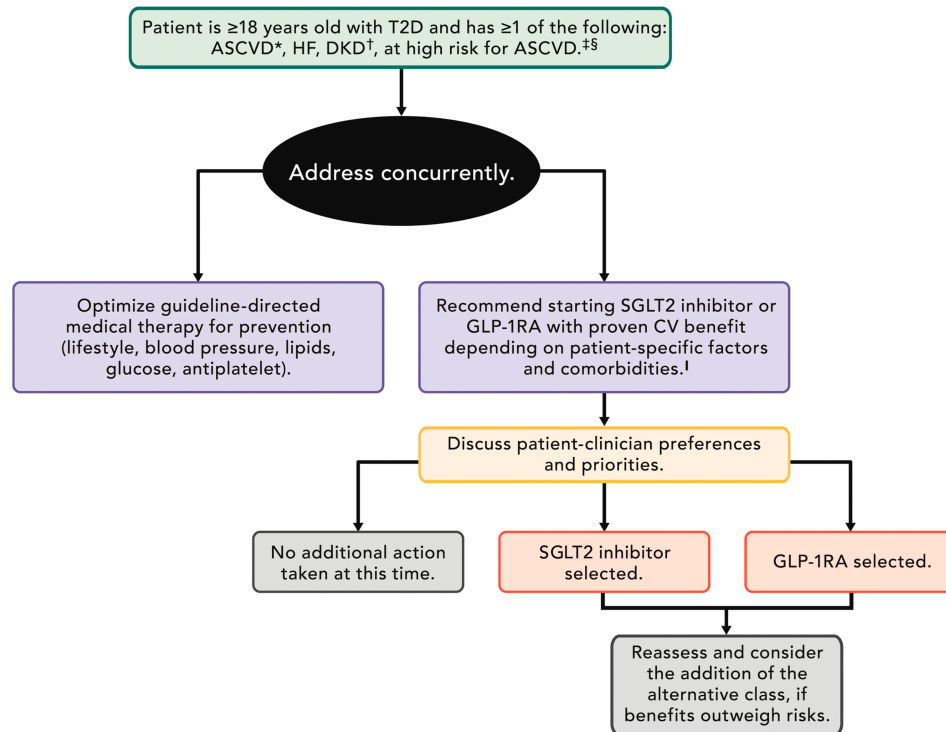 Patient is ≥18 years old with T2D and has ≥1 of the following:
ASCVD*, HF, DKD†, at high risk for ASCVD.‡§
Address concurrently.
Optimize guideline-directed
medical therapy for prevention
(lifestyle, blood pressure, lipids,
glucose, antiplatelet).
Recommend starting SGLT2 inhibitor or
GLP-1RA with proven CV benefit
depending on patient-specific factors
and comorbidities.ǀ
Discuss patient-clinician preferences
and priorities.
No additional action
taken at this time.
SGLT2 inhibitor
selected.
GLP-1RA selected.
Reassess and consider
the addition of the
alternative class, if
benefits outweigh risks.